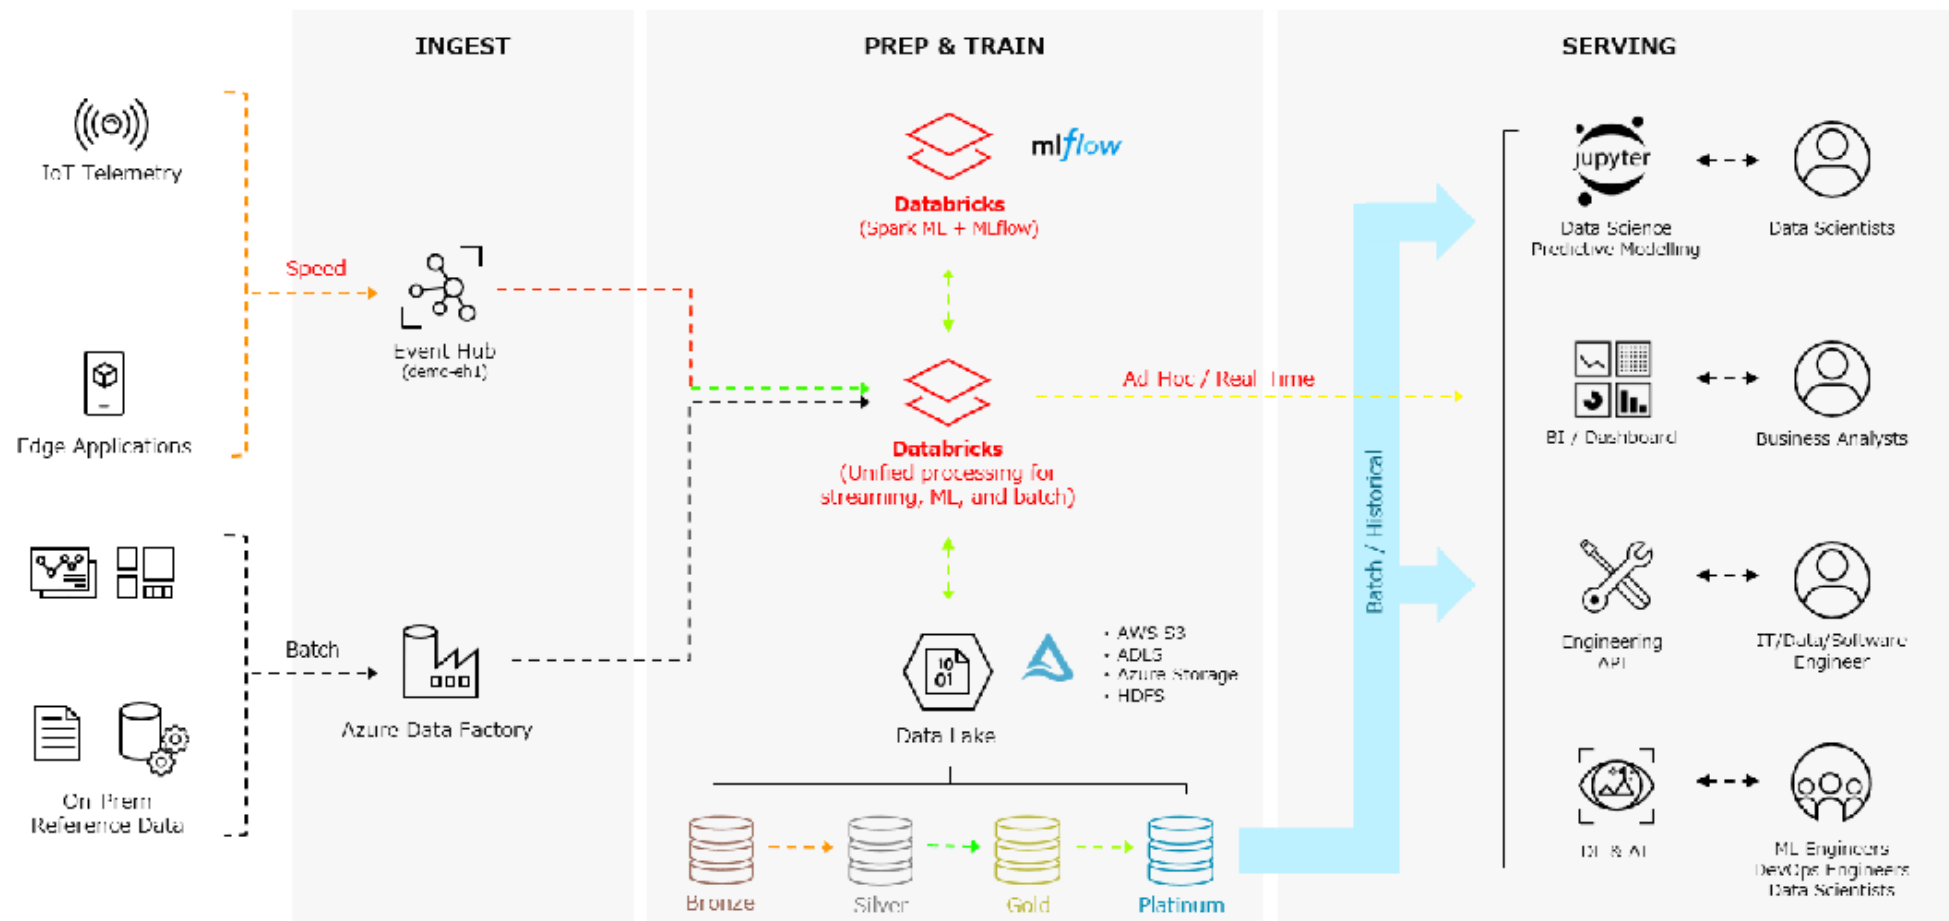 INGEST
PREP & TRAIN
SERVING
IoT Telemetry
Edge Applications
On Prem
Reference Data
Speed
Event Hub
(demo-eh1)
Batch
Azure Data Factory
mlflow
Databricks
(Spark ML + MLflow)
Databricks
(Unified processing for
streaming, ML, and batch)
Ad Hoc / Real Time
10
01
• AWS S3
• ADLS
• Azure Storage
• HDFS
Data Lake
Bronze
Silver
Gold
Platinum
Batch / Historical
jupyter
Data Science
Predictive Modelling
Data Scientists
BI / Dashboard
Business Analysts
Engineering
API
IT/Data/Software
Engineer
DL & AI
ML Engineers
DevOps Engineers
Data Scientists